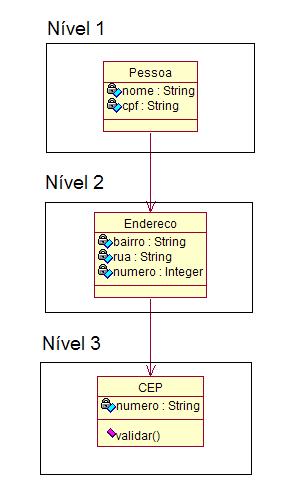 Nível 1
Pessoa
nome : String
cpf : String
Nível 2
Endereco
bairro : String
rua : String
numero : Integer
Nível 3
CEP
numero : String
validar()